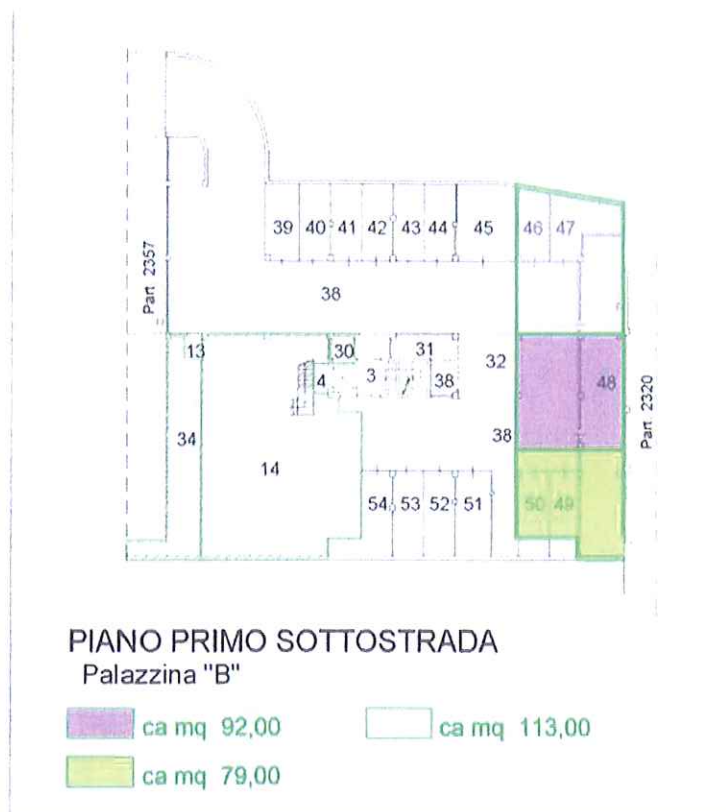 39 40 41 42 43 44 45 46 47
Part. 2357
38
13 30 31
32
4 3 38 48
Part. 2320
34 38
14
54 53 52 51 50 49
PIANO PRIMO SOTTOSTRADA
Palazzina "B"
ca mq 92,00 ca mq 113,00
ca mq 79,00